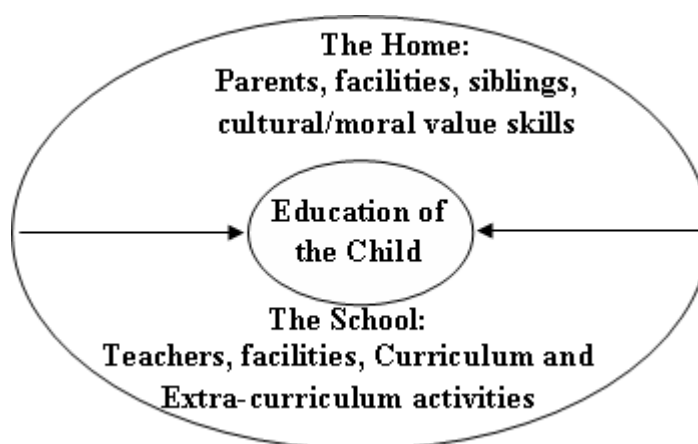 The Home:
Parents, facilities, siblings,
cultural/moral value skills
Education of
the Child
The School:
Teachers, facilities, Curriculum and
Extra-curriculum activities